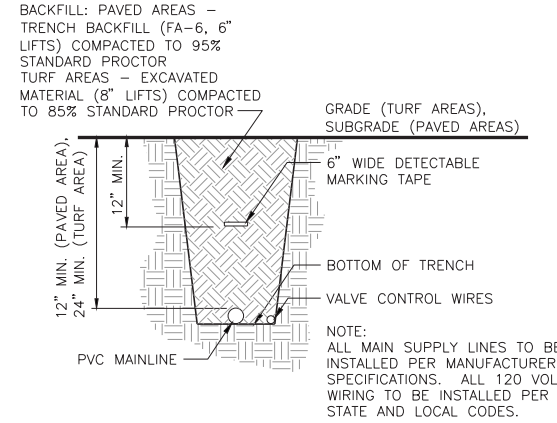 BACKFILL: PAVED AREAS –
TRENCH BACKFILL (FA–6, 6"
LIFTS) COMPACTED TO 95%
STANDARD PROCTOR
TURF AREAS – EXCAVATED
MATERIAL (8" LIFTS) COMPACTED
TO 85% STANDARD PROCTOR
GRADE (TURF AREAS),
SUBGRADE (PAVED AREAS)
12" MIN. (PAVED AREA),
24" MIN. (TURF AREA)
12" MIN.
6" WIDE DETECTABLE
MARKING TAPE
BOTTOM OF TRENCH
VALVE CONTROL WIRES
PVC MAINLINE
NOTE:
ALL MAIN SUPPLY LINES TO BE
INSTALLED PER MANUFACTURER
SPECIFICATIONS. ALL 120 VOL
WIRING TO BE INSTALLED PER
STATE AND LOCAL CODES.